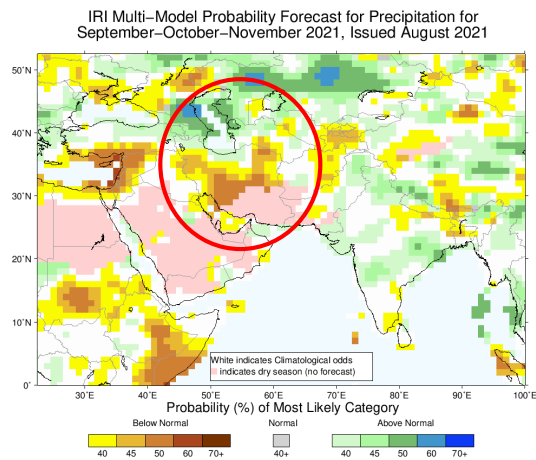 IRI Multi−Model Probability Forecast for Precipitation for
September−October−November 2021, Issued August 2021
50°N
40°N
30°N
20°N
10°N
0°
30°E 40°E 50°E 60°E 70°E 80°E 90°E 100°E
White indicates Climatological odds
indicates dry season (no forecast)
Probability (%) of Most Likely Category
Below Normal Normal Above Normal
40 45 50 60 70+ 40+ 40 45 50 60 70+